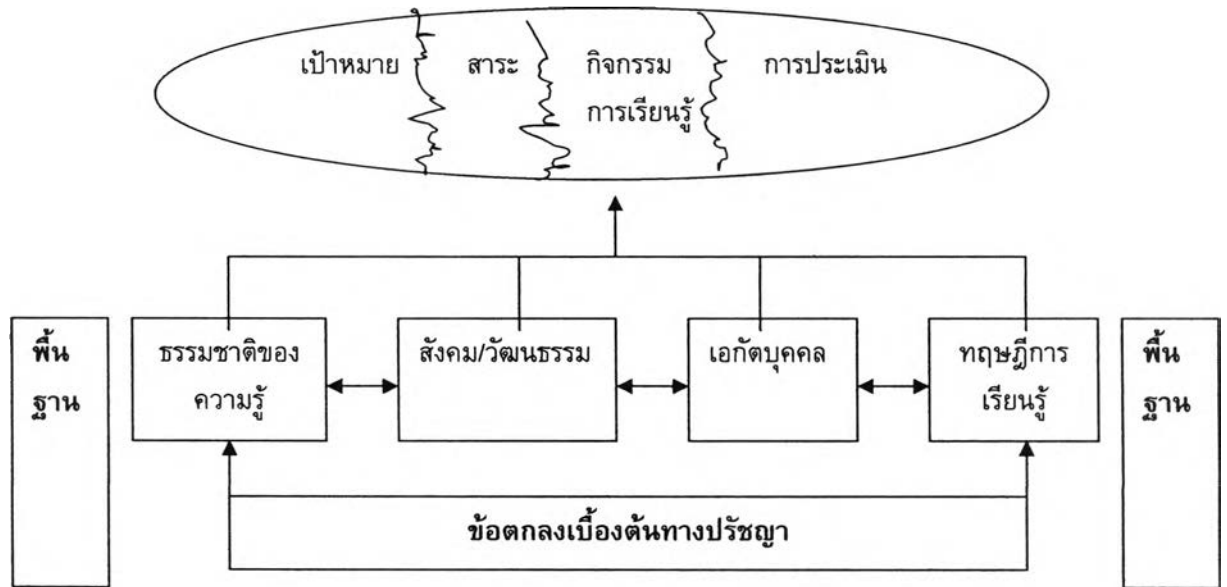 เป้าหมาย สาระ กิจกรรม การประเมิน
การเรียนรู้
พื้น ธรรมชาติของ สังคม/วัฒนธรรม เอกัตบุคคล ทฤษฎีการ พื้น
ฐาน ความรู้ เรียนรู้ ฐาน
ข้อตกลงเบื้องต้นทางปรัชญา